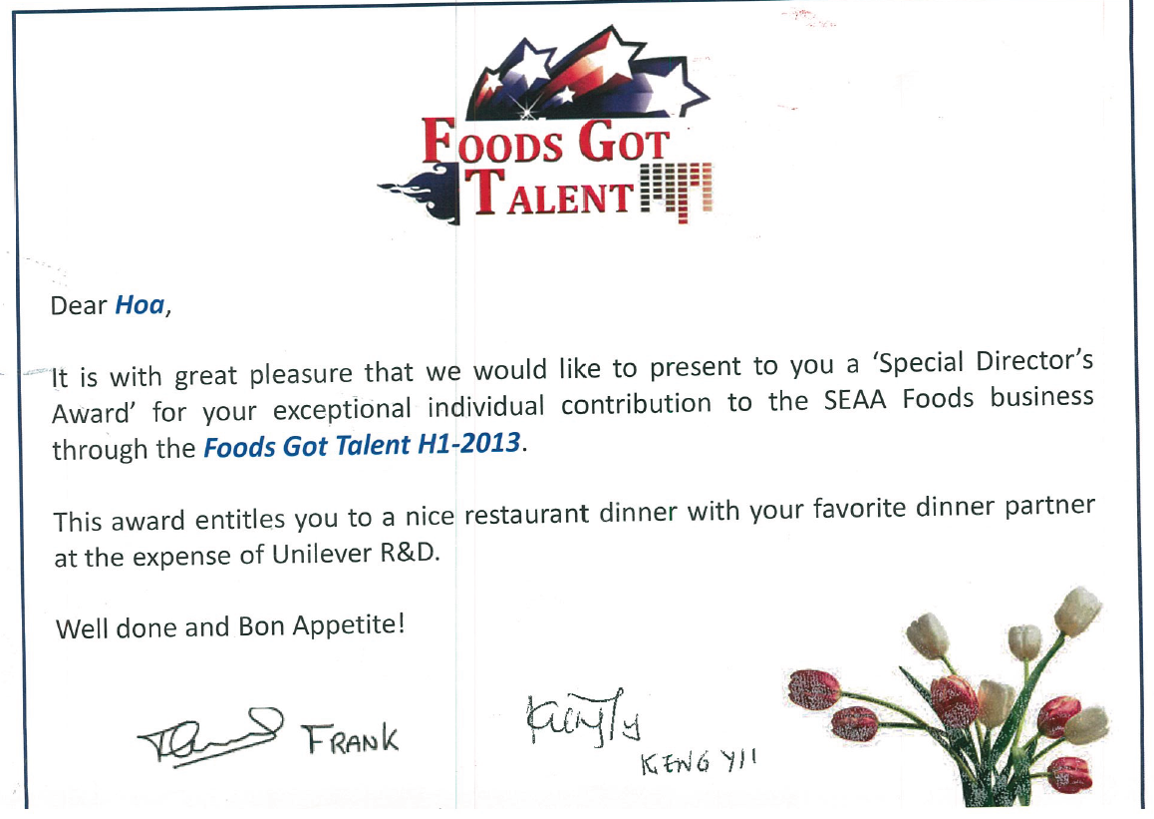 FOODS GOT
TALENT
Dear Hoa,
It is with great pleasure that we would like to present to you a ‘Special Director’s
Award’ for your exceptional individual contribution to the SEAA Foods business
through the Foods Got Talent H1-2013.
This award entitles you to a nice restaurant dinner with your favorite dinner partner
at the expense of Unilever R&D.
Well done and Bon Appetite!
FRANK
KENG YII